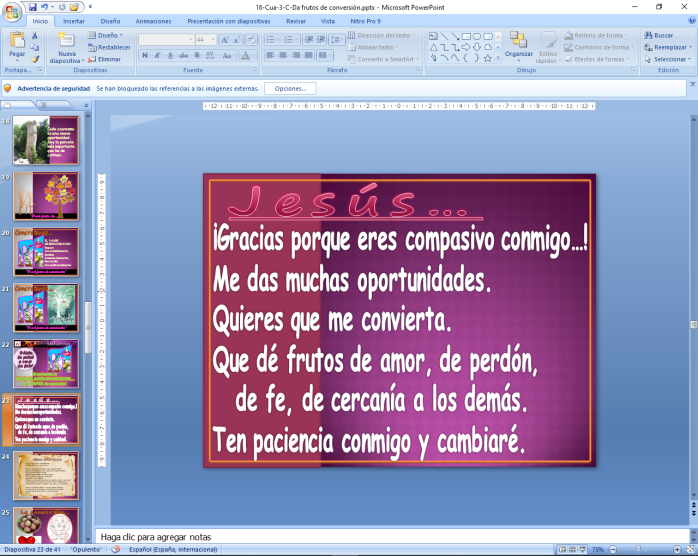 16-Cua-3-C-Da frutos de conversión.pptx - Microsoft PowerPoint
Inicio Insertar Diseño Animaciones Presentación con diapositivas Revisar Vista Nitro Pro 9
Pegar
Nueva diapositiva
Diseño
Restablecer
Eliminar
44
Dirección del texto
Alinear texto
Convertir a SmartArt
Organizar
Estilos rápidos
Relleno de forma
Contorno de forma
Efectos de formas
Buscar
Reemplazar
Seleccionar
Portapa... Diapositivas Fuente Párrafo Dibujo Edición
Advertencia de seguridad Se han bloqueado las referencias a las imágenes externas. Opciones...
18
19
20
21
22
23
24
25
Jesús...
¡Gracias porque eres compasivo conmigo...!
Me das muchas oportunidades.
Quieres que me convierta.
Que dé frutos de amor, de perdón,
de fe, de cercanía a los demás.
Ten paciencia conmigo y cambiaré.
Haga clic para agregar notas
Diapositiva 23 de 41 "Opulento" Español (España, internacional) 75%